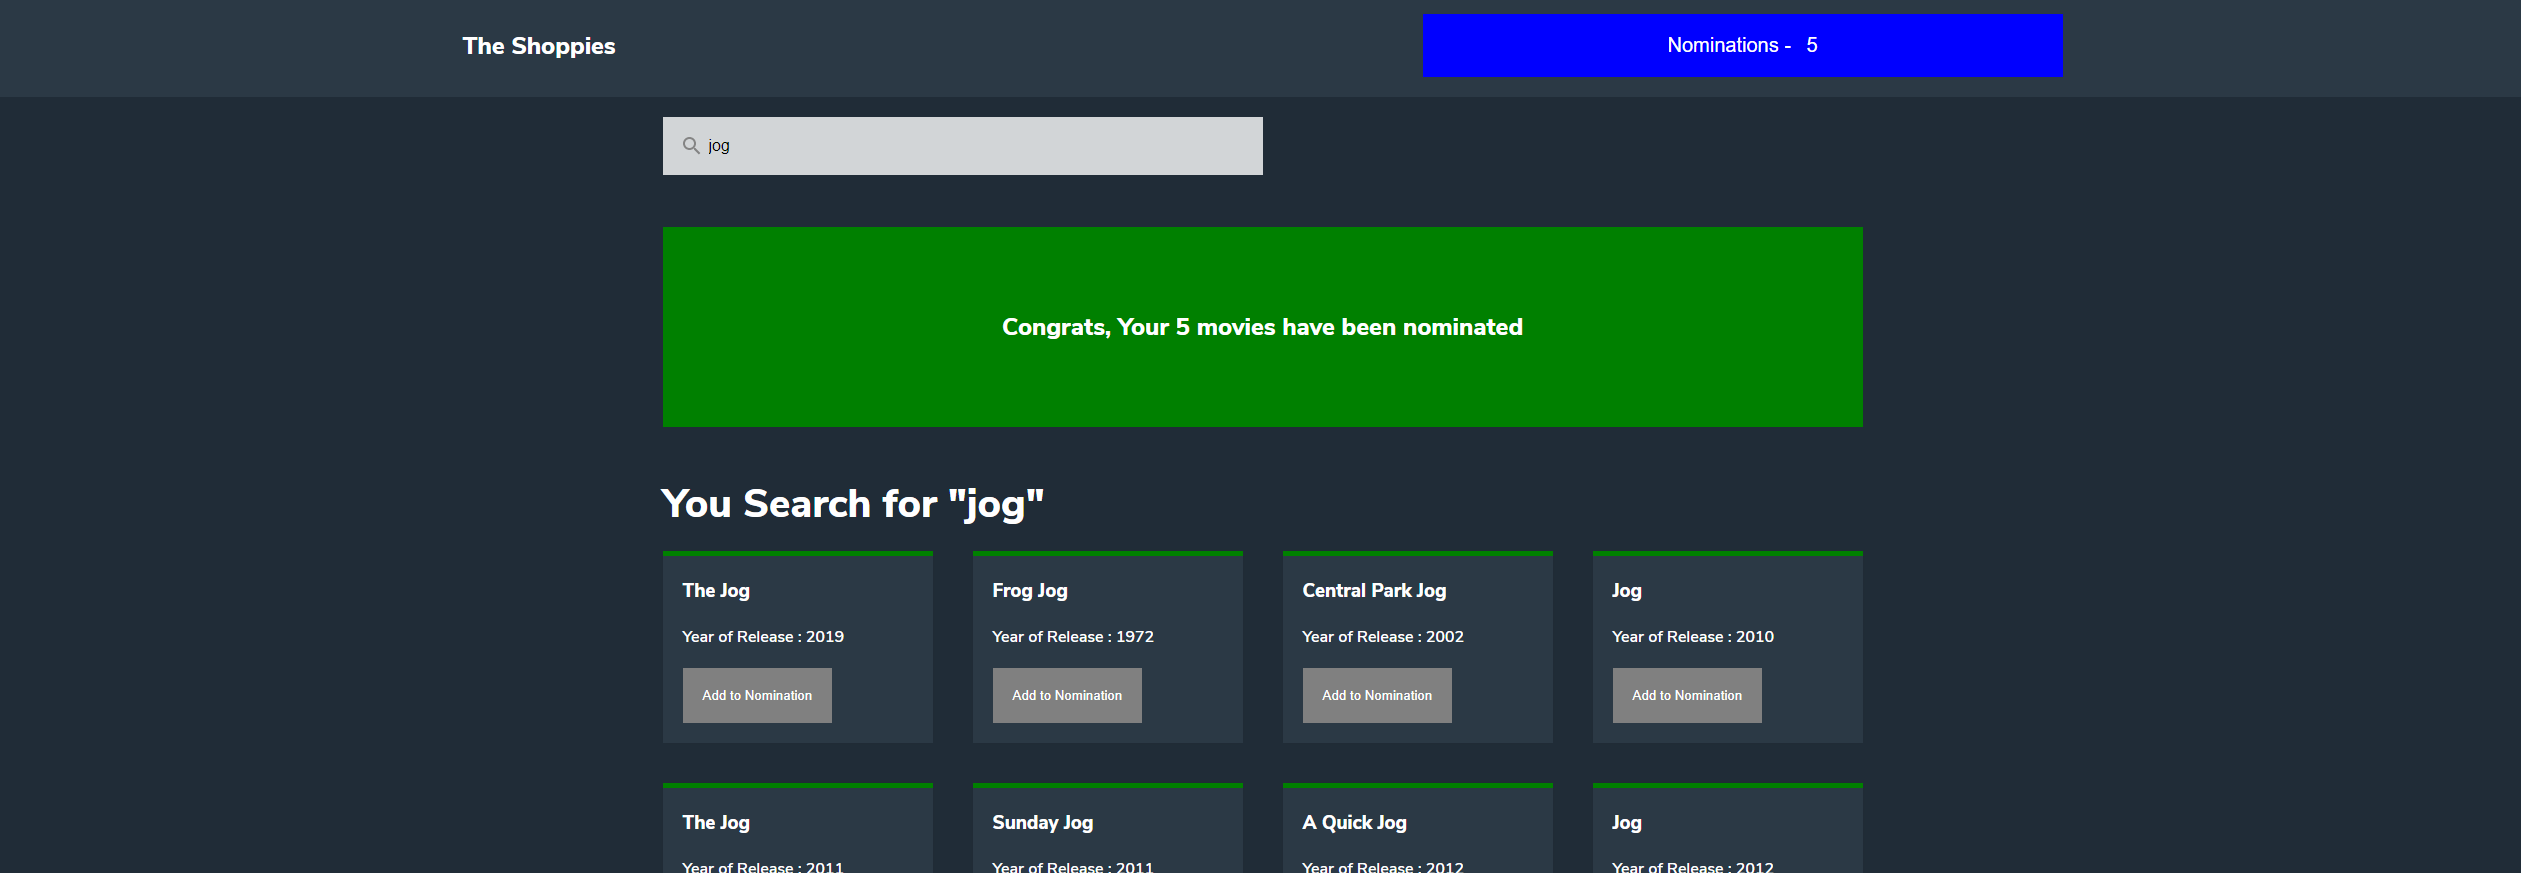 The Shoppies
Nominations - 5
jog
Congrats, Your 5 movies have been nominated
You Search for "jog"
The Jog
Year of Release : 2019
Add to Nomination
Frog Jog
Year of Release : 1972
Add to Nomination
Central Park Jog
Year of Release : 2002
Add to Nomination
Jog
Year of Release : 2010
Add to Nomination
The Jog
Year of Release : 2011
Sunday Jog
Year of Release : 2011
A Quick Jog
Year of Release : 2012
Jog
Year of Release : 2012